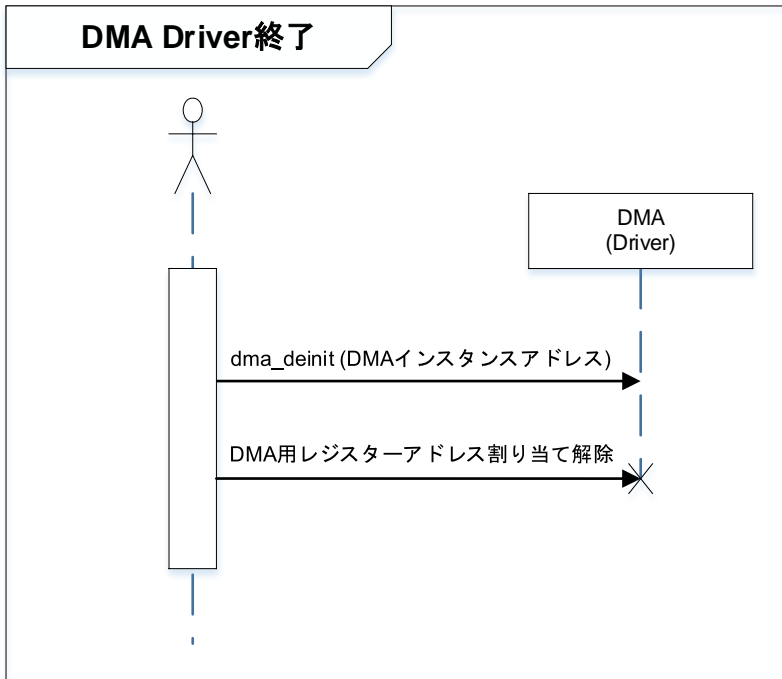 DMA Driver終了
DMA
(Driver)
dma_deinit (DMAインスタンスアドレス)
DMA用レジスターアドレス割り当て解除